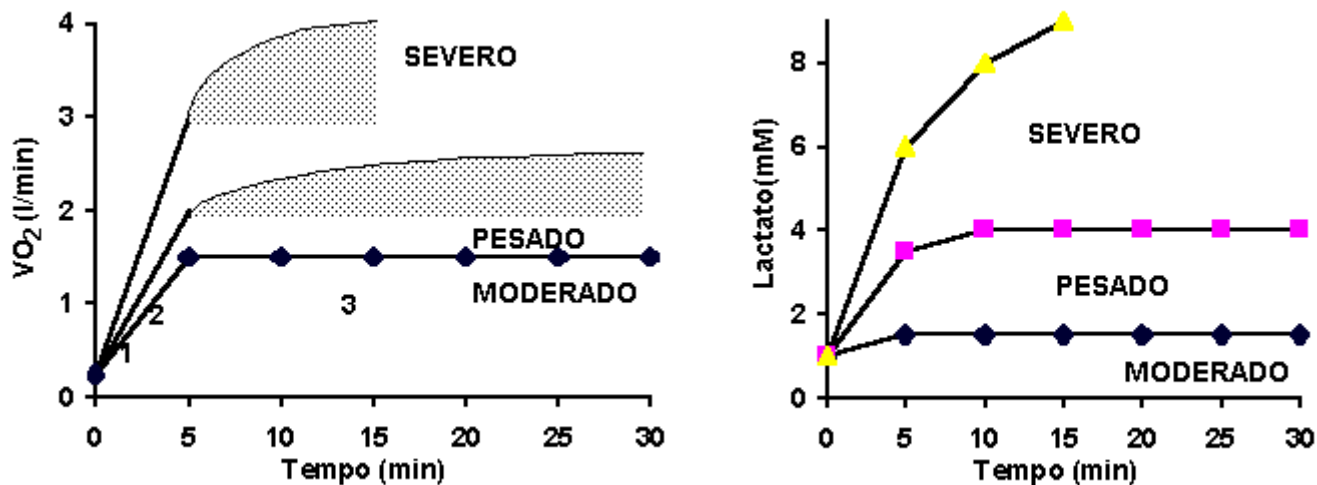 4
3
2
1
0
VO2 (l/min)
SEVERO
PESADO
MODERADO
1
2
3
0 5 10 15 20 25 30
Tempo (min)
8
6
4
2
0
Lactato(mM)
SEVERO
PESADO
MODERADO
0 5 10 15 20 25 30
Tempo (min)